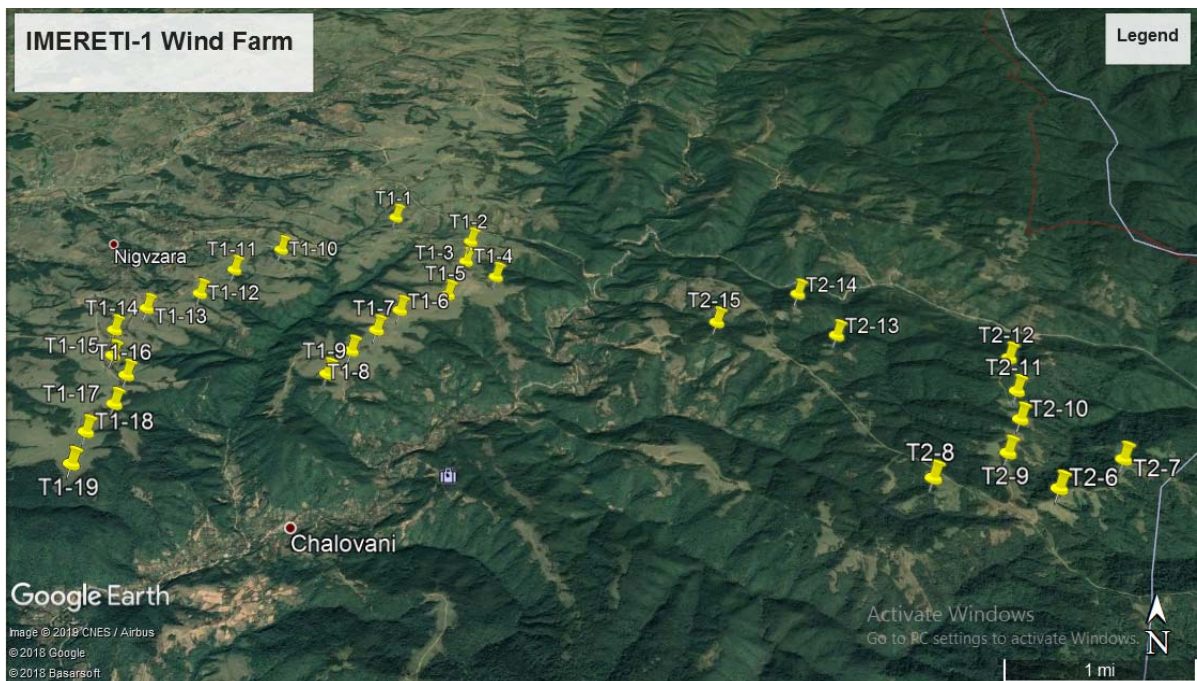 IMERETI-1 Wind Farm
Legend
T1-1
T1-2
T1-3
T1-4
T1-5
T1-6
T1-7
T1-8
T1-9
T1-10
T1-11
T1-12
T1-13
T1-14
T1-15
T1-16
T1-17
T1-18
T1-19
Nigvzara
Chalovani
T2-15
T2-14
T2-13
T2-12
T2-11
T2-10
T2-9
T2-8
T2-6
T2-7
Google Earth
Image © 2019 CNES / Airbus
© 2018 Google
© 2018 Basarsoft
Activate Windows
Go to PC settings to activate Windows.
N
1 mi